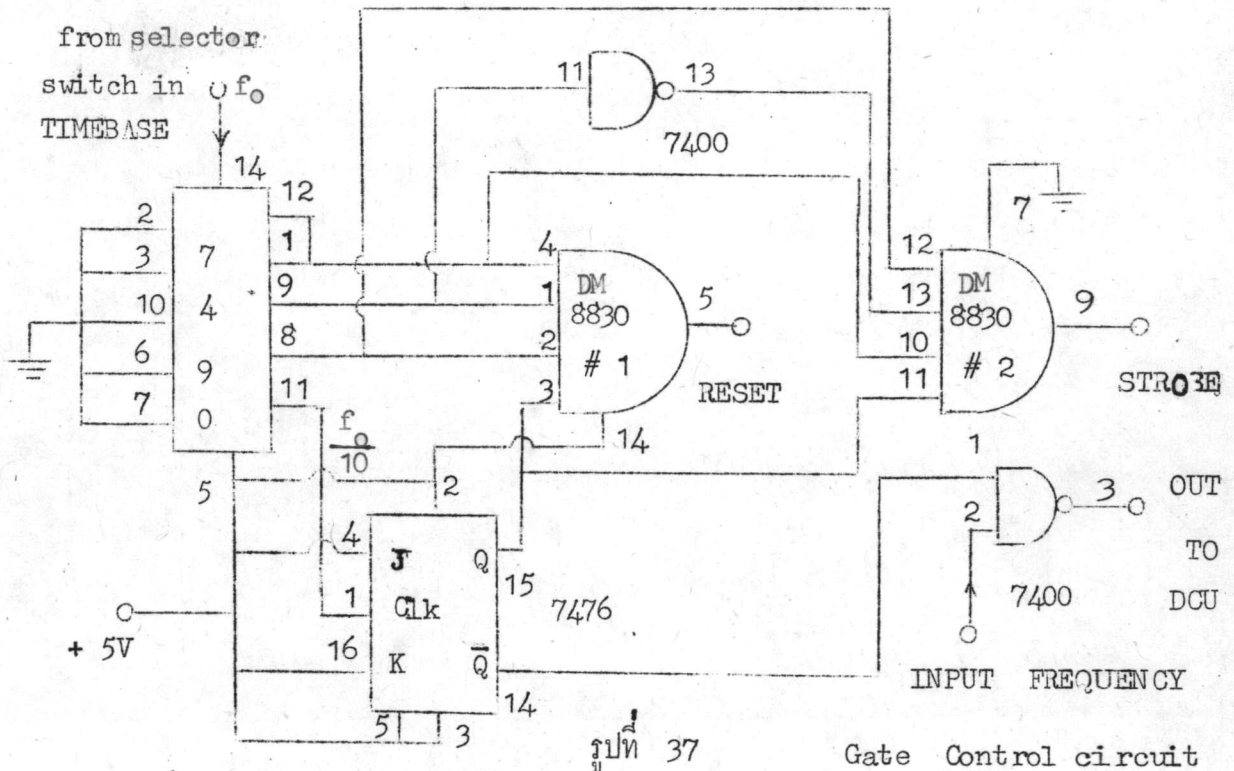 from selector
switch in f₀
TIMEBASE
14
12
2
1
3
9
10
8
6
11
7
7
4
9
0
5
+ 5V
11
13
7400
4
1
2
3
DM
8830
# 1
5
RESET
14
7
12
13
10
11
DM
8830
# 2
9
STROBE
f₀
10
2
4
J
Q
15
1
Clk
7476
16
K
Q̅
14
5
3
1
2
3
OUT
TO
DCU
7400
INPUT FREQUENCY
รูปที่ 37
Gate Control circuit